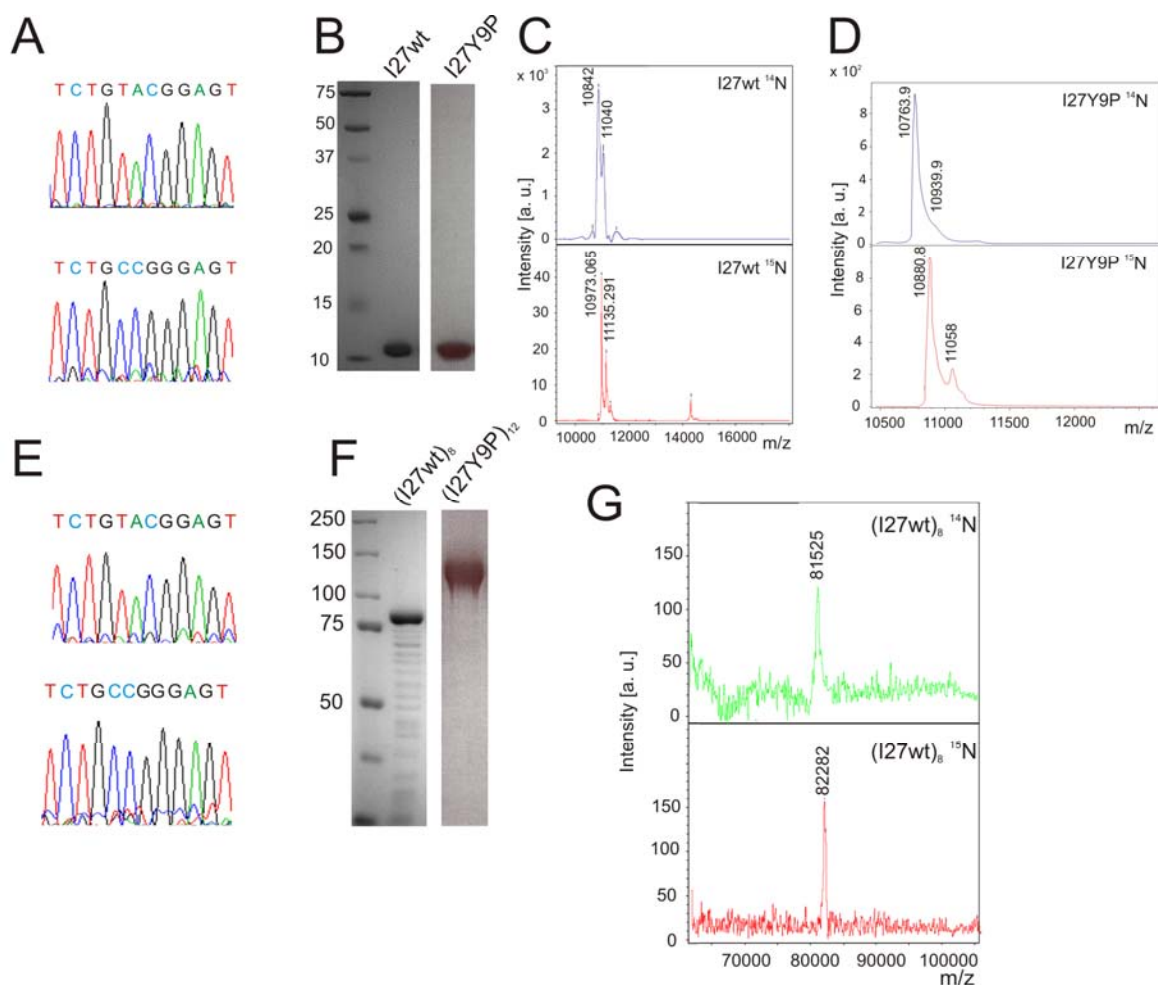 A
TCTGTACGGAGT
TCTGCCGGGAGT
B
I27wt
I27Y9P
75
50
37
25
20
15
10
C
x 10³
I27wt ¹⁴N
10842
11040
3
2
1
0
Intensity [a. u.]
I27wt ¹⁵N
10973.065
11135.291
40
30
20
10
0
10000 12000 14000 16000
m/z
D
x 10²
I27Y9P ¹⁴N
10763.9
10939.9
8
6
4
2
0
Intensity [a. u.]
I27Y9P ¹⁵N
10880.8
11058
8
6
4
2
0
10500 11000 11500 12000
m/z
E
TCTGTACGGAGT
TCTGCCGGGAGT
F
(I27wt)₈
(I27Y9P)₁₂
250
150
100
75
50
G
(I27wt)₈ ¹⁴N
81525
150
100
50
0
Intensity [a. u.]
(I27wt)₈ ¹⁵N
82282
150
100
50
0
70000 80000 90000 100000
m/z